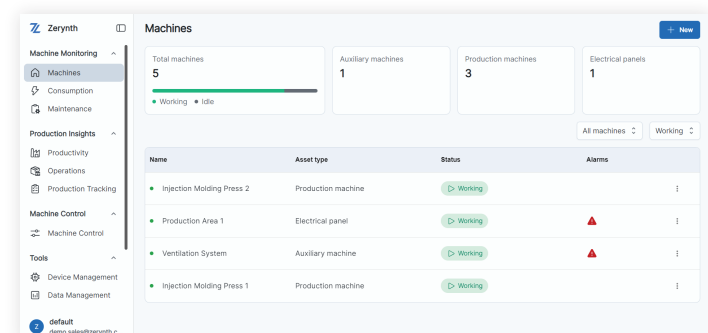 Zerynth
Machine Monitoring
Machines
Consumption
Maintenance
Production Insights
Productivity
Operations
Production Tracking
Machine Control
Machine Control
Tools
Device Management
Data Management
Z
default
demo.sales@zerynth.c
Machines
+ New
Total machines
5
Working Idle
Auxiliary machines
1
Production machines
3
Electrical panels
1
All machines Working
Name Asset type Status Alarms
Injection Molding Press 2 Production machine Working
Production Area 1 Electrical panel Working
Ventilation System Auxiliary machine Working
Injection Molding Press 1 Production machine Working